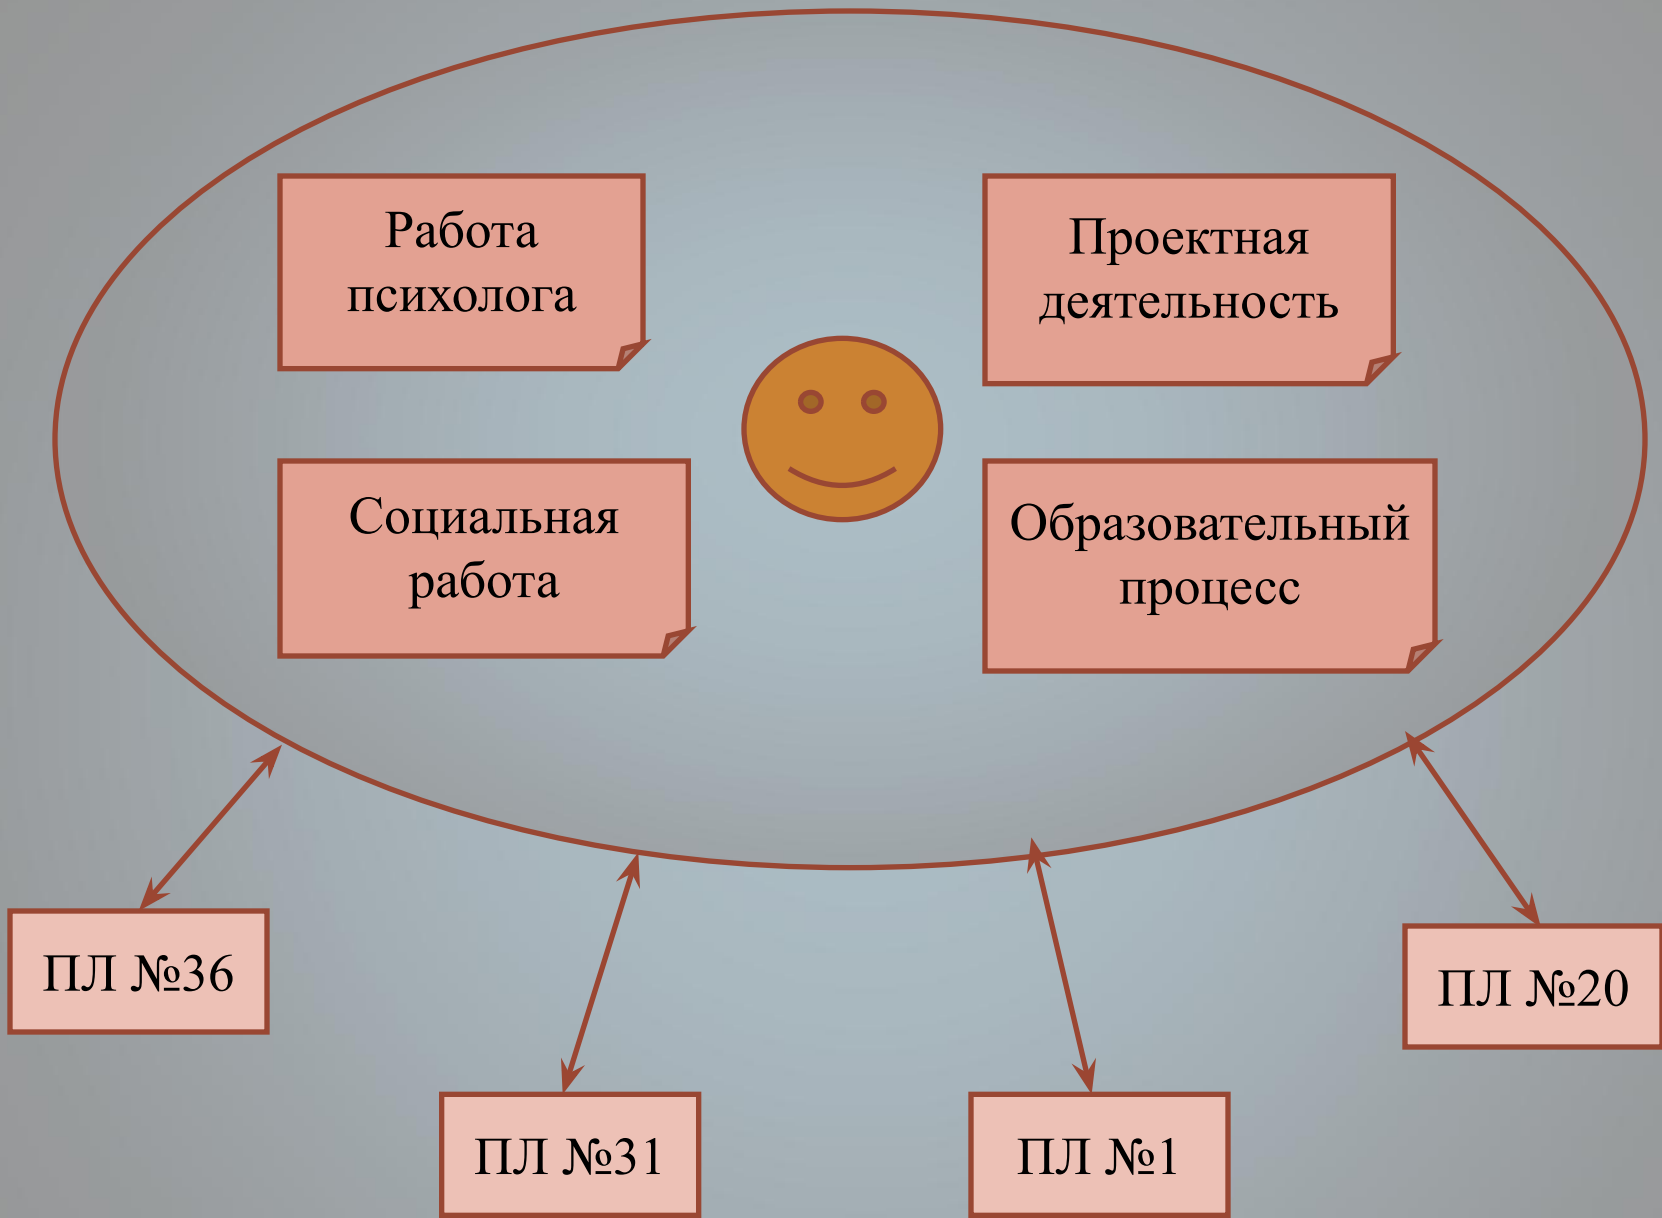 Работа
психолога
Проектная
деятельность
Социальная
работа
Образовательный
процесс
ПЛ №36
ПЛ №31
ПЛ №1
ПЛ №20